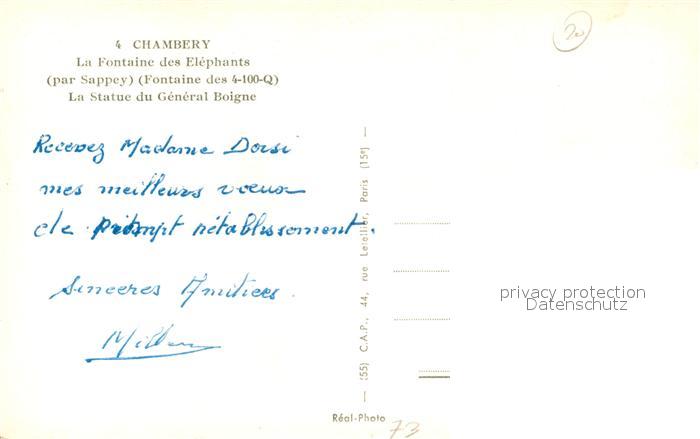 4 CHAMBERY
La Fontaine des Eléphants
(par Sappey) (Fontaine des 4-100-Q)
La Statue du Général Boigne
Recevez Madame Dorsi
mes meilleurs voeux
de prompt rétablissement.
Sinceres Amitiees.
(55) C.A.P., 44, rue Letellier, Paris (15e)
privacy protection
Datenschutz
Réal-Photo
73